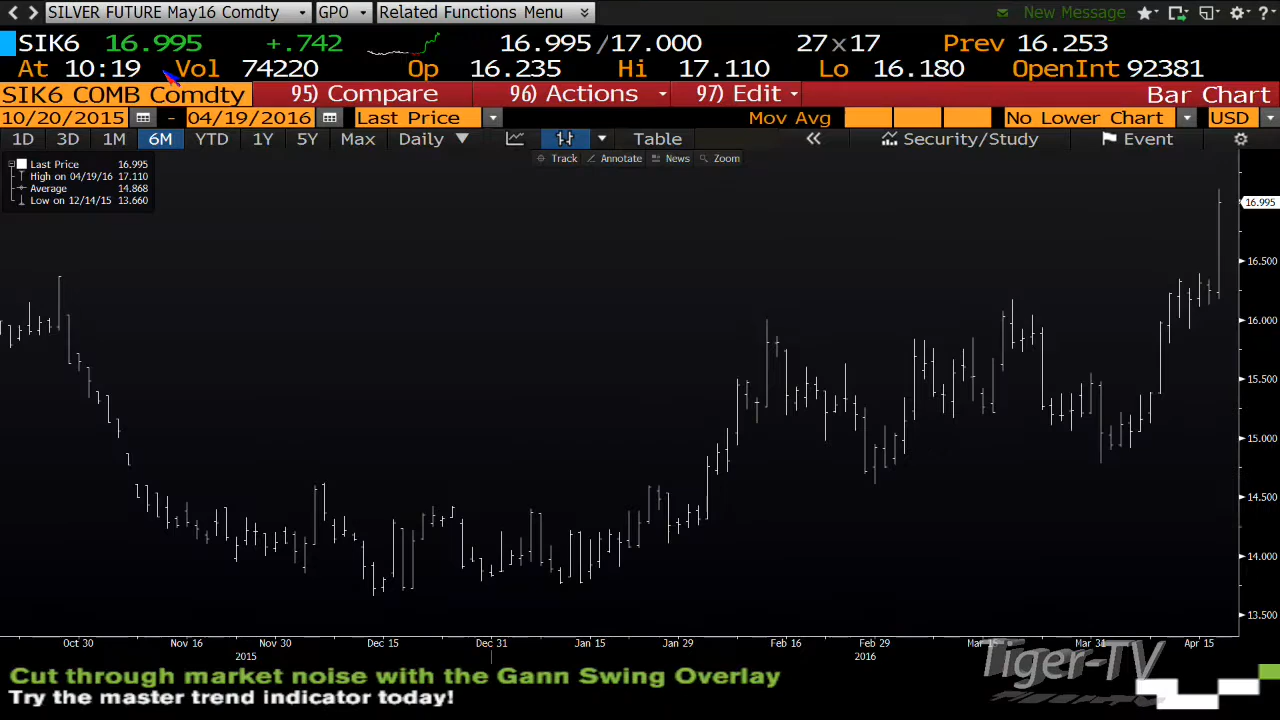 SILVER FUTURE May16 Comdty GPO Related Functions Menu New Message
SIK6 16.995 +.742 16.995/17.000 27x17 Prev 16.253
At 10:19 Vol 74220 Op 16.235 Hi 17.110 Lo 16.180 OpenInt 92381
SIK6 COMB Comdty 95) Compare 96) Actions 97) Edit Bar Chart
10/20/2015 - 04/19/2016 Last Price Mov Avg No Lower Chart USD
1D 3D 1M 6M YTD 1Y 5Y Max Daily Table Security/Study Event
Track Annotate News Zoom
Last Price 16.995
High on 04/19/16 17.110
Average 14.868
Low on 12/14/15 13.660
16.995
16.500
16.000
15.500
15.000
14.500
14.000
13.500
Oct 30 Nov 16 Nov 30 Dec 15 Dec 31 Jan 15 Jan 29 Feb 16 Feb 29 Mar 15 Mar 31 Apr 15
2015 2016
Cut through market noise with the Gann Swing Overlay
Try the master trend indicator today!
Tiger-TV